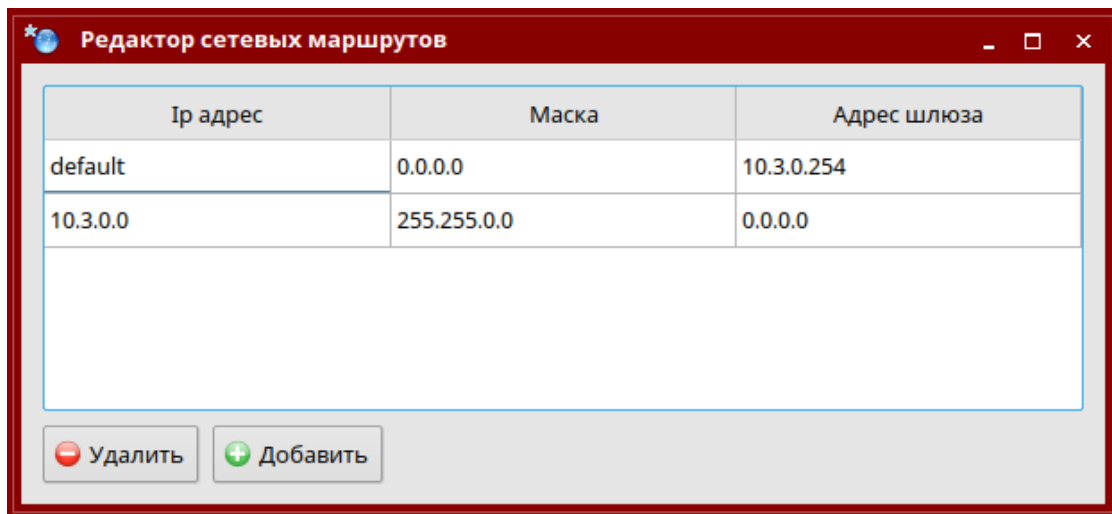 Редактор сетевых маршрутов
Ip адрес Маска Адрес шлюза
default 0.0.0.0 10.3.0.254
10.3.0.0 255.255.0.0 0.0.0.0
Удалить Добавить